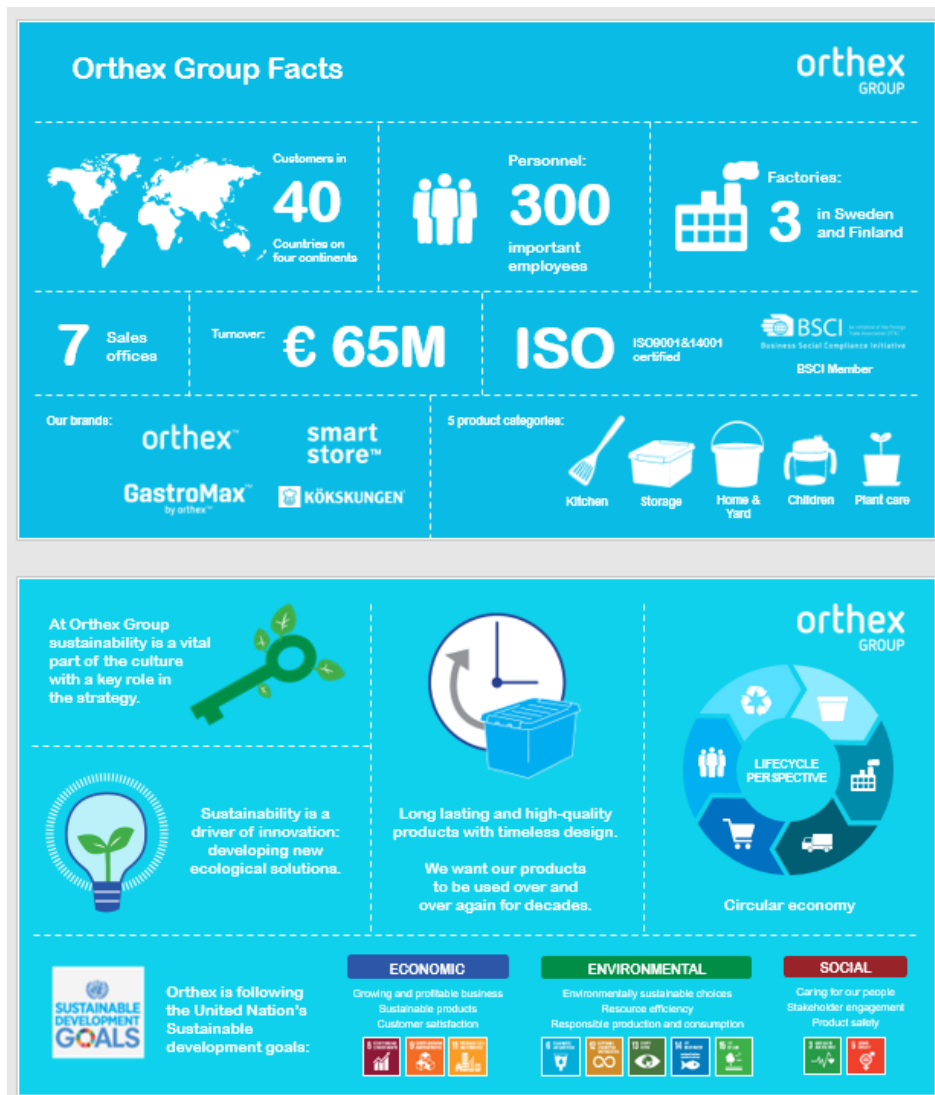 Orthex Group Facts
orthex
GROUP
Customers in
40
Countries on
four continents
Personnel:
300
important
employees
Factories:
3
in Sweden
and Finland
7
Sales
offices
Turnover:
€ 65M
ISO
ISO9001&14001
certified
BSCI
Business Social Compliance Initiative
BSCI Member
Our brands:
orthex™
smart
store™
GastroMax™
by orthex™
KÖKSKUNGEN
5 product categories:
Kitchen
Storage
Home &
Yard
Children
Plant care
At Orthex Group
sustainability is a vital
part of the culture
with a key role in
the strategy.
Sustainability is a
driver of innovation:
developing new
ecological solutions.
Long lasting and high-quality
products with timeless design.
We want our products
to be used over and
over again for decades.
orthex
GROUP
LIFECYCLE
PERSPECTIVE
Circular economy
SUSTAINABLE
DEVELOPMENT
GOALS
Orthex is following
the United Nation's
Sustainable
development goals:
ECONOMIC
Growing and profitable business
Sustainable products
Customer satisfaction
ENVIRONMENTAL
Environmentally sustainable choices
Resource efficiency
Responsible production and consumption
SOCIAL
Caring for our people
Stakeholder engagement
Product safety